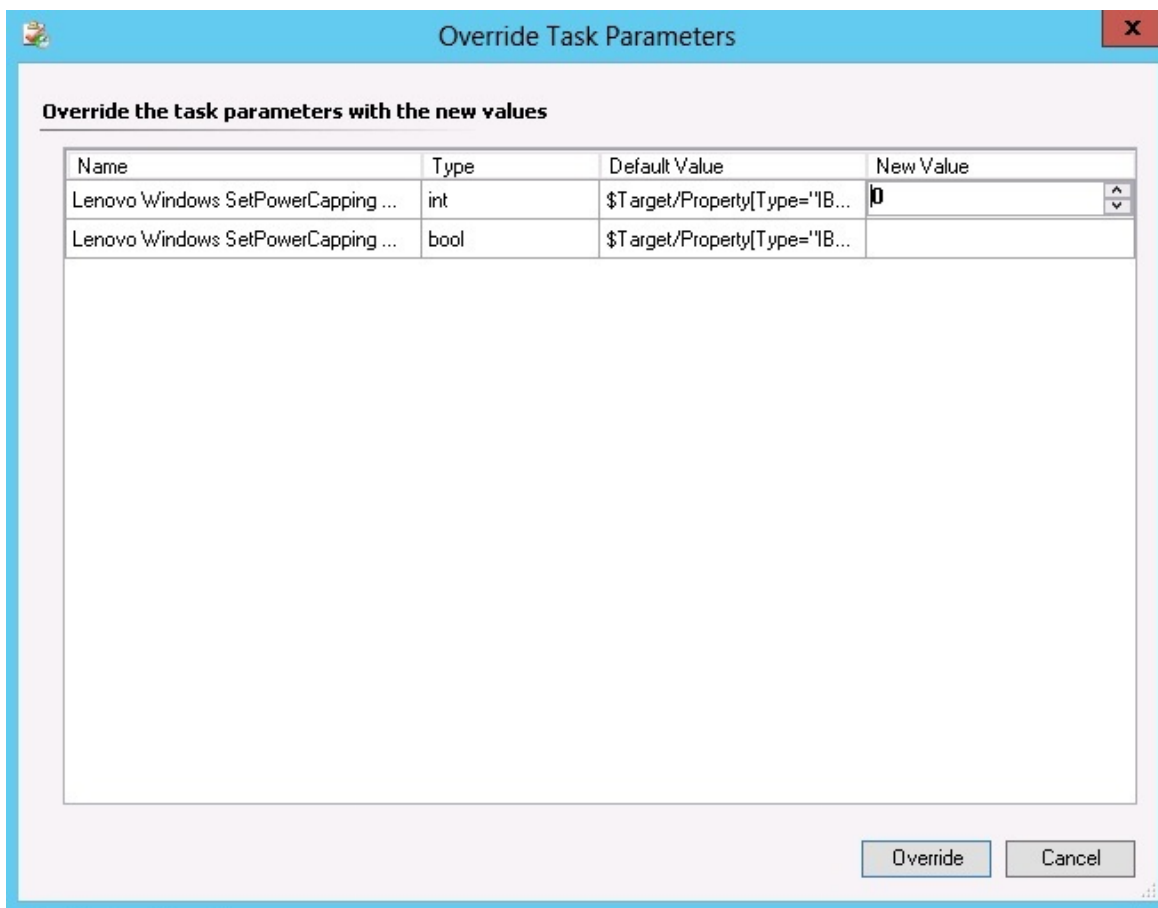 Override Task Parameters
x
Override the task parameters with the new values
Name Type Default Value New Value
Lenovo Windows SetPowerCapping ... int $Target/Property[Type="IB... 0
Lenovo Windows SetPowerCapping ... bool $Target/Property[Type="IB...
Override Cancel